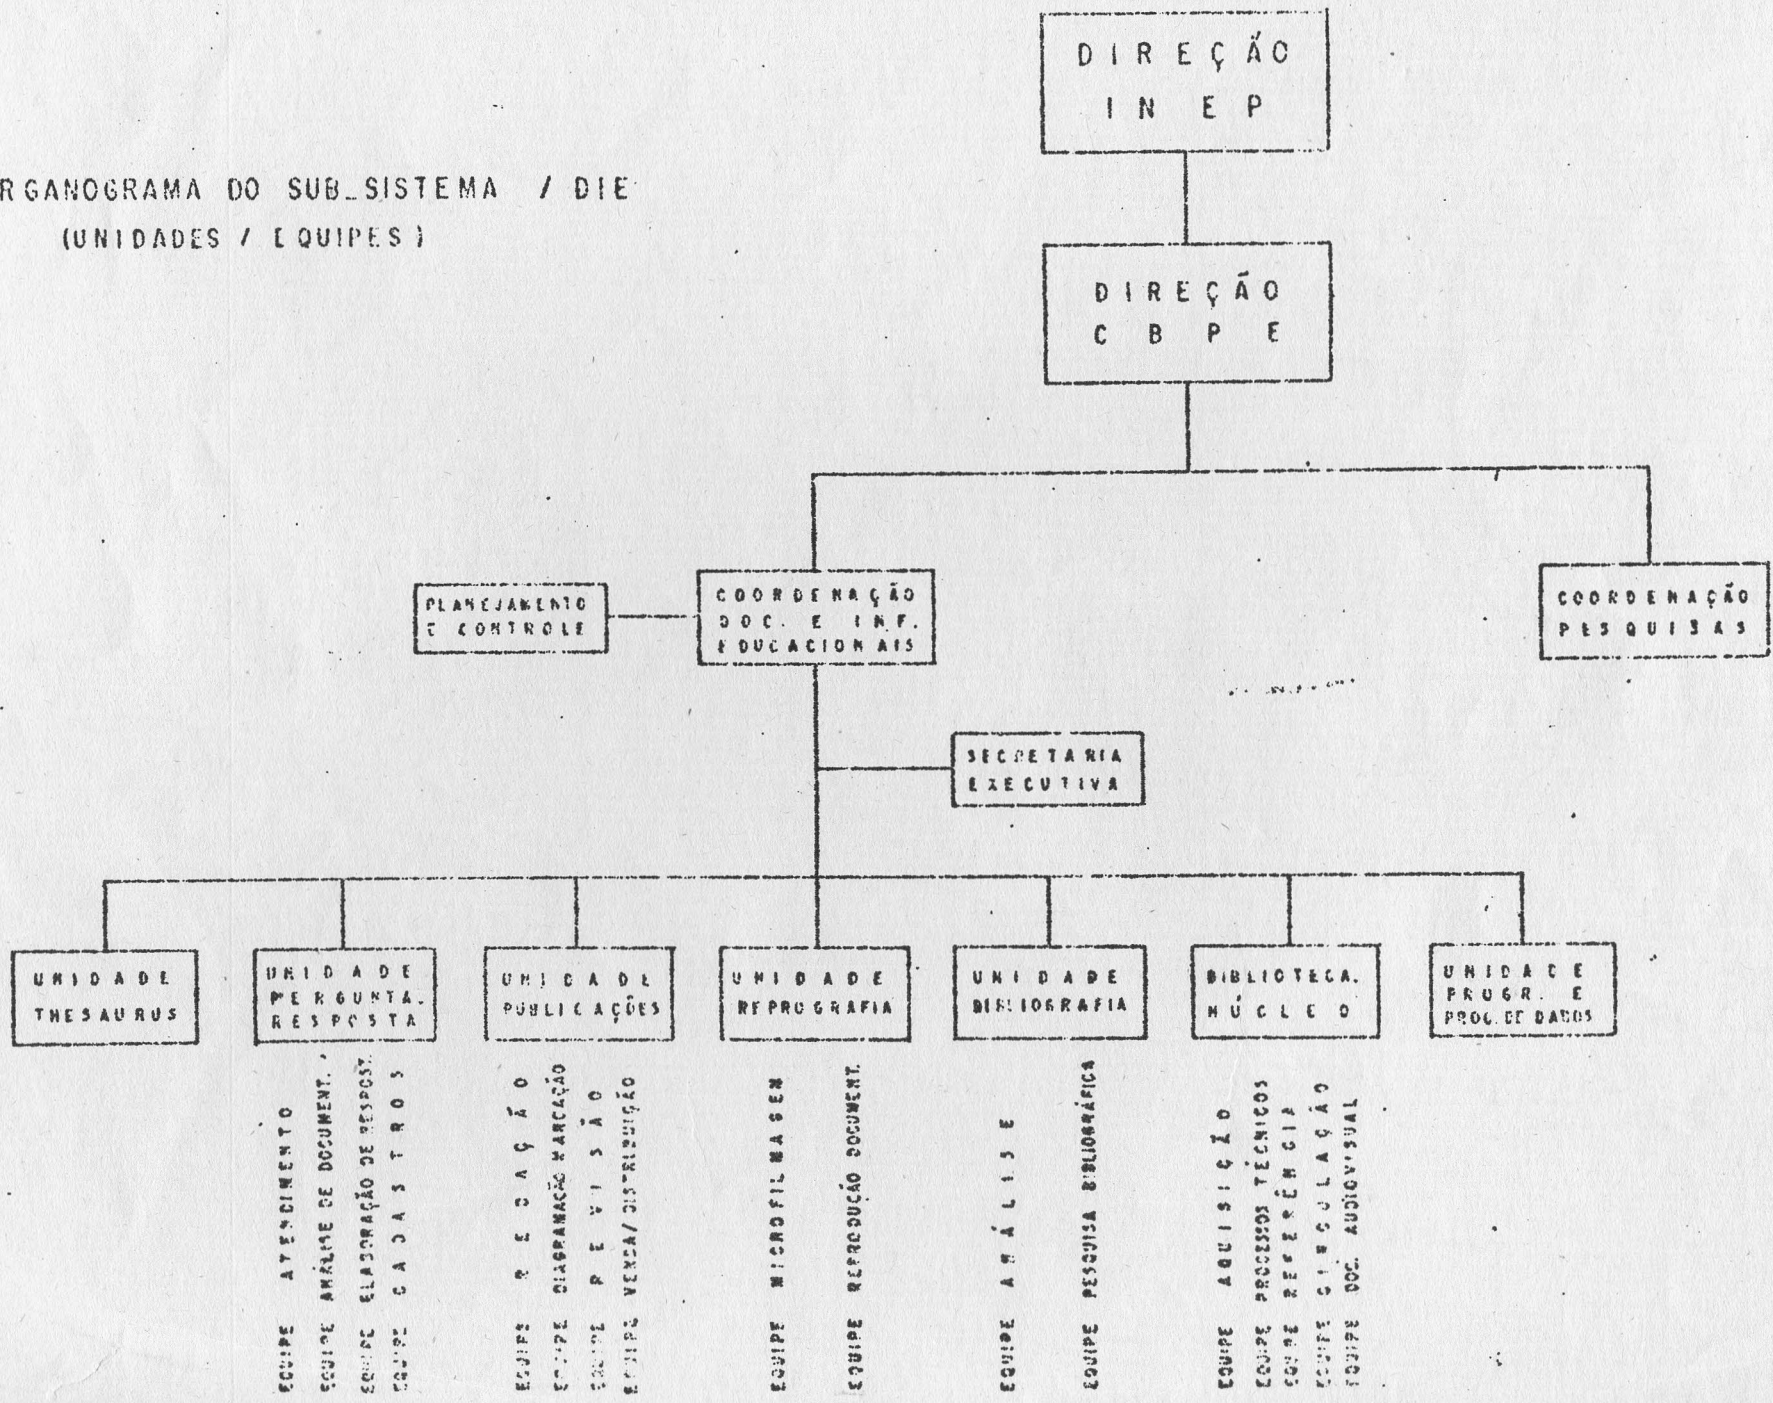 DIREÇÃO
INEP
RGANOGRAMA DO SUB-SISTEMA / DIE
(UNIDADES / EQUIPES)
DIREÇÃO
CBPE
PLANEJAMENTO
E CONTROLE
COORDENAÇÃO
DOC. E INF.
EDUCACIONAIS
COORDENAÇÃO
PESQUISAS
SECRETARIA
EXECUTIVA
UNIDADE
THESAURUS
UNIDADE
PERGUNTA.
RESPOSTA
UNIDADE
PUBLICAÇÕES
UNIDADE
REPROGRAFIA
UNIDADE
BIBLIOGRAFIA
BIBLIOTECA.
NÚCLEO
UNIDADE
PROGR. E
PROC. DE DADOS
EQUIPE ATENDIMENTO
EQUIPE ANÁLISE DE DOCUMENT.
EQUIPE ELABORAÇÃO DE RESPOST.
EQUIPE CADASTROS
EQUIPE REDAÇÃO
EQUIPE DIAGRAMAÇÃO MARCAÇÃO
EQUIPE REVISÃO
EQUIPE VENDA/DISTRIBUIÇÃO
EQUIPE MICROFILMAGEM
EQUIPE REPRODUÇÃO DOCUMENT.
EQUIPE ANÁLISE
EQUIPE PESQUISA BIBLIOGRÁFICA
EQUIPE AQUISIÇÃO
EQUIPE PROCESSOS TÉCNICOS
EQUIPE REFERÊNCIA
EQUIPE CIRCULAÇÃO
EQUIPE DOC. AUDIOVISUAL